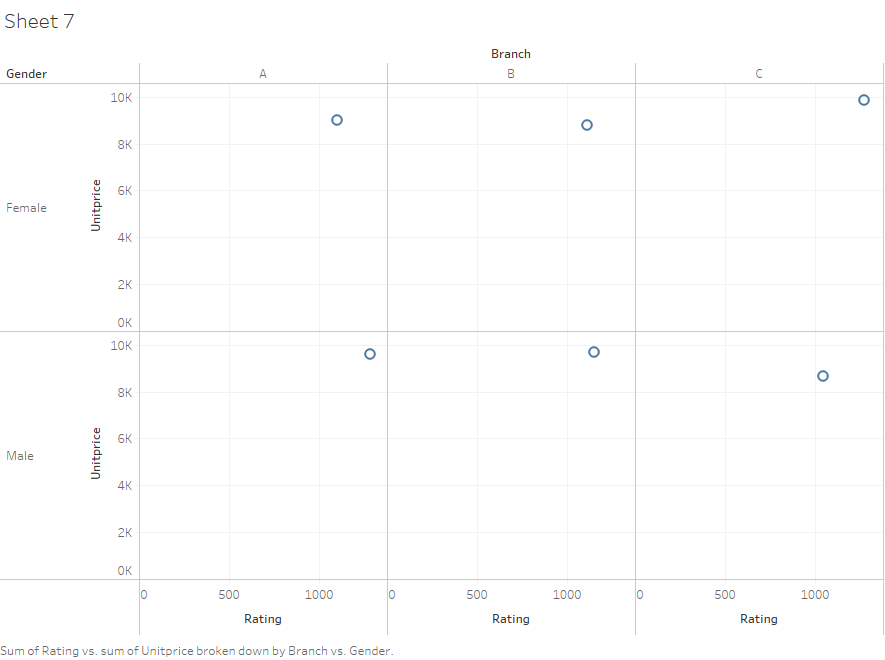 Sheet 7
Branch
Gender A B C
Female
Unitprice
10K
8K
6K
4K
2K
0K
Male
Unitprice
10K
8K
6K
4K
2K
0K
0 500 1000 0 500 1000 0 500 1000
Rating Rating Rating
Sum of Rating vs. sum of Unitprice broken down by Branch vs. Gender.